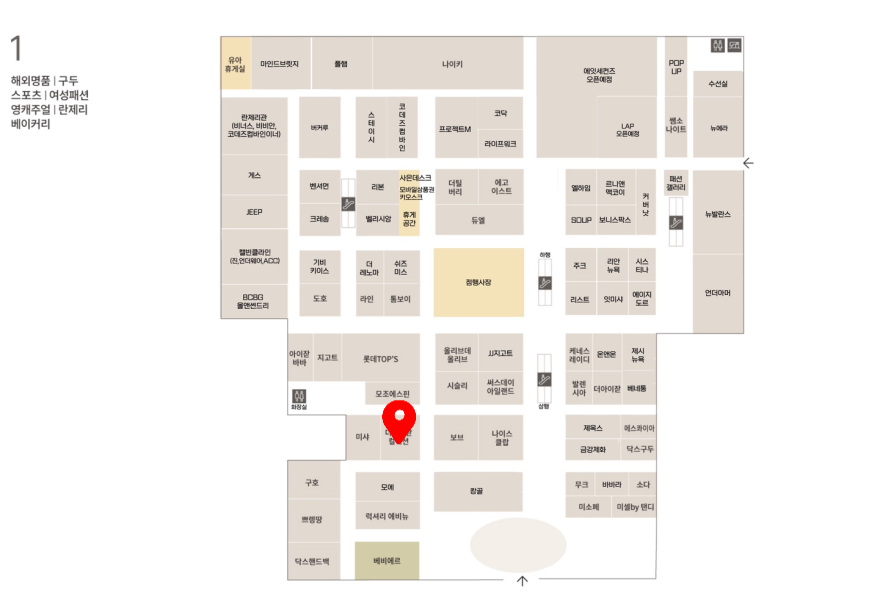 1
해외명품 | 구두
스포츠 | 여성패션
영캐주얼 | 란제리
베이커리
유아
휴게실
마인드브릿지
폴햄
나이키
에잇세컨즈
오픈예정
LAP
오픈예정
POP
UP
수선실
란제리관
(비너스, 비비안,
코데즈컴바인이너)
버커루
스
테
이
시
코
데
즈
컴
바
인
프로젝트M
코닥
라이프워크
쌤소
나이트
뉴에라
게스
벤셔먼
리본
사은데스크
모바일상품권
키오스크
더틸
버리
에고
이스트
엘하임
르니앤
맥코이
커
버
낫
패션
갤러리
뉴발란스
JEEP
크레송
벨리시앙
휴게
공간
듀엘
SOUP
보니스팍스
캘빈클라인
(진,언더웨어,ACC)
기비
키이스
더
레노마
쉬즈
미스
점행사장
하행
주크
리안
뉴욕
시스
티나
언더아머
BCBG
올앤썬드리
도호
라인
통보이
리스트
잇미샤
에이지
도르
아이잗
바바
지고트
롯데TOP'S
올리브데
올리브
JJ지고트
케네스
레이디
온앤온
제시
뉴욕
모조에스핀
시슬리
써스데이
아일랜드
발렌
시아
더아이잗
베네통
화장실
상행
미샤
보브
나이스
클랍
제옥스
에스콰이아
금강제화
닥스구두
구호
모에
캉골
무크
바바라
소다
쁘렝땅
럭셔리 에비뉴
미소페
미셀by 탠디
닥스핸드백
베비에르